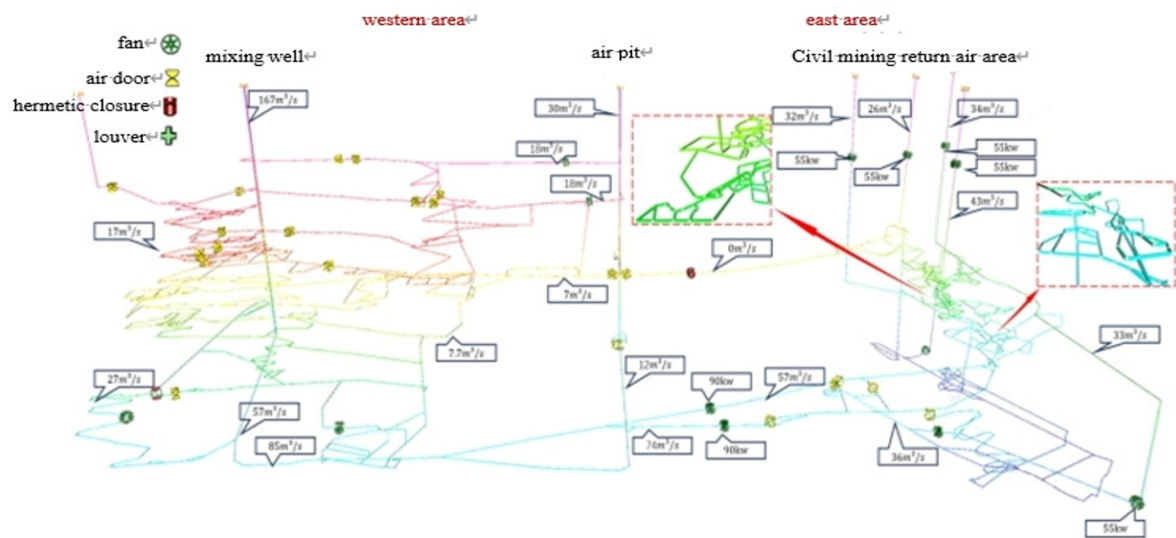 western area
east area
fan
mixing well
air pit
Civil mining return air area
air door
hermetic closure
louver
167m³/s
30m³/s
32m³/s
26m³/s
34m³/s
18m³/s
55kw
55kw
55kw
55kw
18m³/s
43m³/s
17m³/s
0m³/s
7m³/s
33m³/s
7.7m³/s
27m³/s
12m³/s
90kw
57m³/s
57m³/s
85m³/s
74m³/s
90kw
36m³/s
55kw